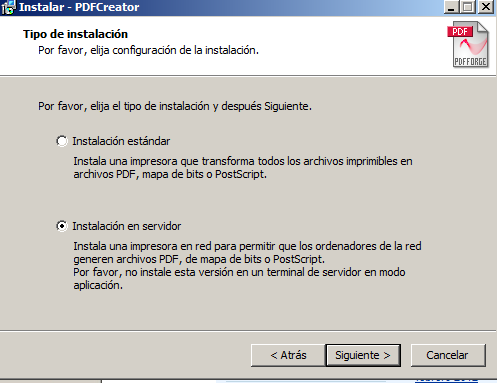 Instalar - PDFCreator
Tipo de instalación
Por favor, elija configuración de la instalación.
PDF
PDFFORGE
Por favor, elija el tipo de instalación y después Siguiente.
Instalación estándar
Instala una impresora que transforma todos los archivos imprimibles en
archivos PDF, mapa de bits o PostScript.
Instalación en servidor
Instala una impresora en red para permitir que los ordenadores de la red
generen archivos PDF, de mapa de bits o PostScript.
Por favor, no instale esta versión en un terminal de servidor en modo
aplicación.
< Atrás
Siguiente >
Cancelar